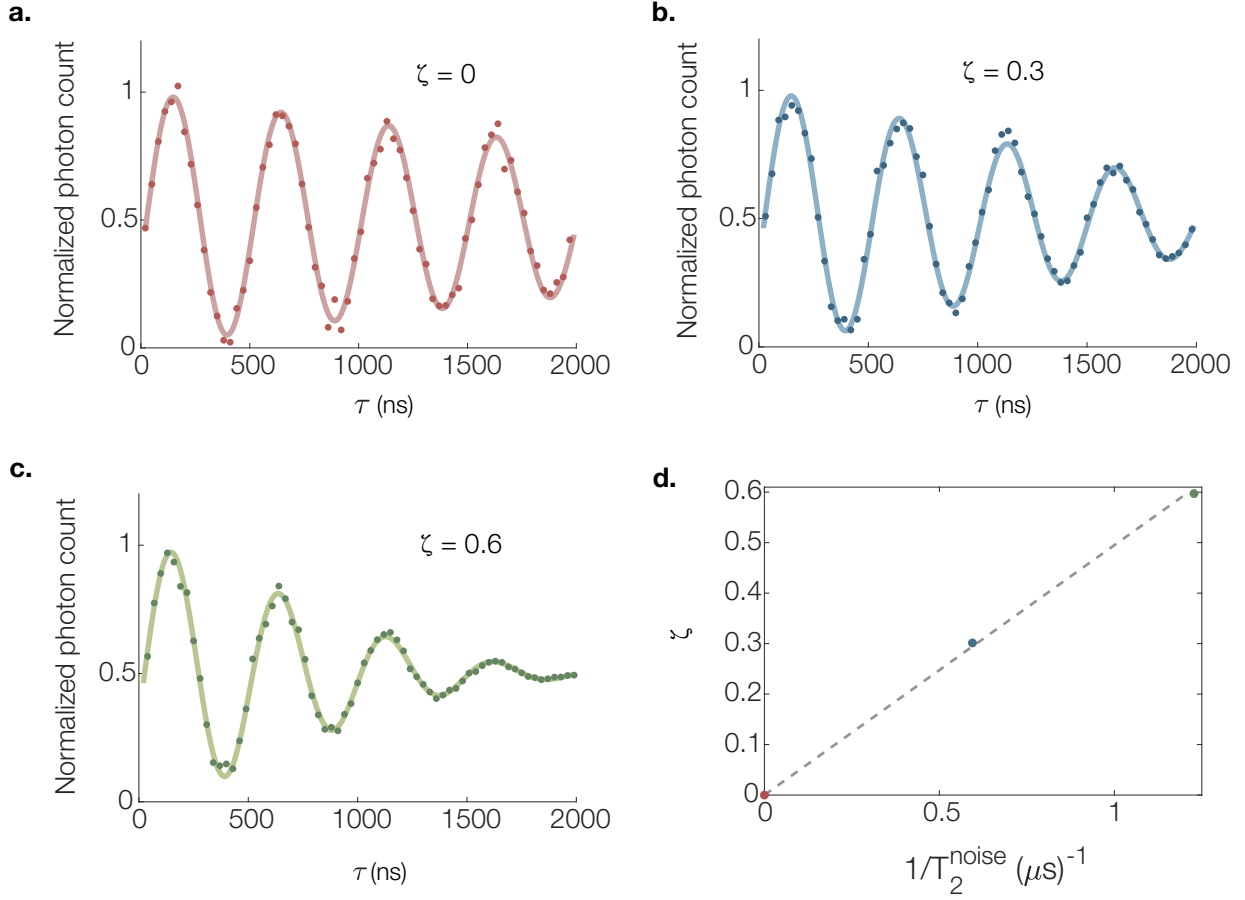 a.
Normalized photon count
ζ = 0
1
0.5
0
0 500 1000 1500 2000
τ (ns)
b.
Normalized photon count
ζ = 0.3
1
0.5
0
0 500 1000 1500 2000
τ (ns)
c.
Normalized photon count
ζ = 0.6
1
0.5
0
0 500 1000 1500 2000
τ (ns)
d.
ζ
0.6
0.5
0.4
0.3
0.2
0.1
0
0 0.5 1
1/T₂ⁿᵒⁱˢᵉ (μs)⁻¹